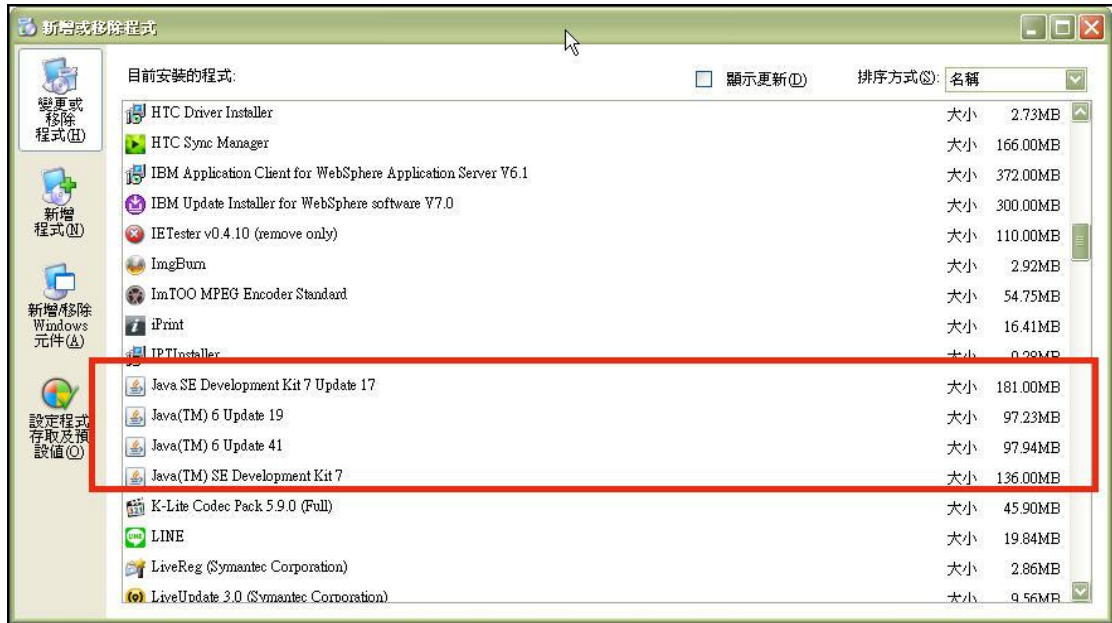 新增或移除程式
變更或
移除
程式(H)
新增
程式(N)
新增/移除
Windows
元件(A)
設定程式
存取及預
設值(O)
目前安裝的程式:
顯示更新(D)
排序方式(S): 名稱
HTC Driver Installer 大小 2.73MB
HTC Sync Manager 大小 166.00MB
IBM Application Client for WebSphere Application Server V6.1 大小 372.00MB
IBM Update Installer for WebSphere software V7.0 大小 300.00MB
IETester v0.4.10 (remove only) 大小 110.00MB
ImgBurn 大小 2.92MB
ImTOO MPEG Encoder Standard 大小 54.75MB
iPrint 大小 16.41MB
IPTInstaller 大小 0.29MB
Java SE Development Kit 7 Update 17 大小 181.00MB
Java(TM) 6 Update 19 大小 97.23MB
Java(TM) 6 Update 41 大小 97.94MB
Java(TM) SE Development Kit 7 大小 136.00MB
K-Lite Codec Pack 5.9.0 (Full) 大小 45.90MB
LINE 大小 19.84MB
LiveReg (Symantec Corporation) 大小 2.86MB
LiveUpdate 3.0 (Symantec Corporation) 大小 9.56MB